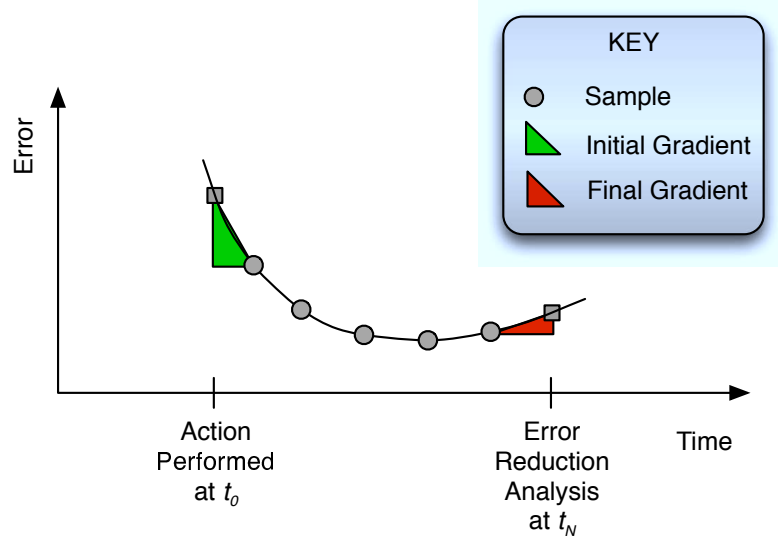 KEY
Sample
Initial Gradient
Final Gradient
Error
Action
Performed
at t0
Error
Reduction
Analysis
at tN
Time